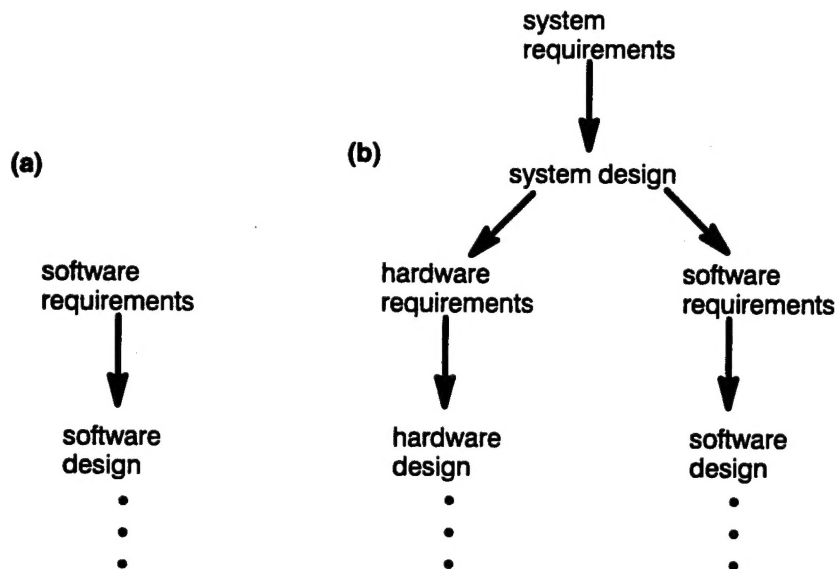 (a)
software
requirements
software
design
(b)
system
requirements
system design
hardware
requirements
hardware
design
software
requirements
software
design